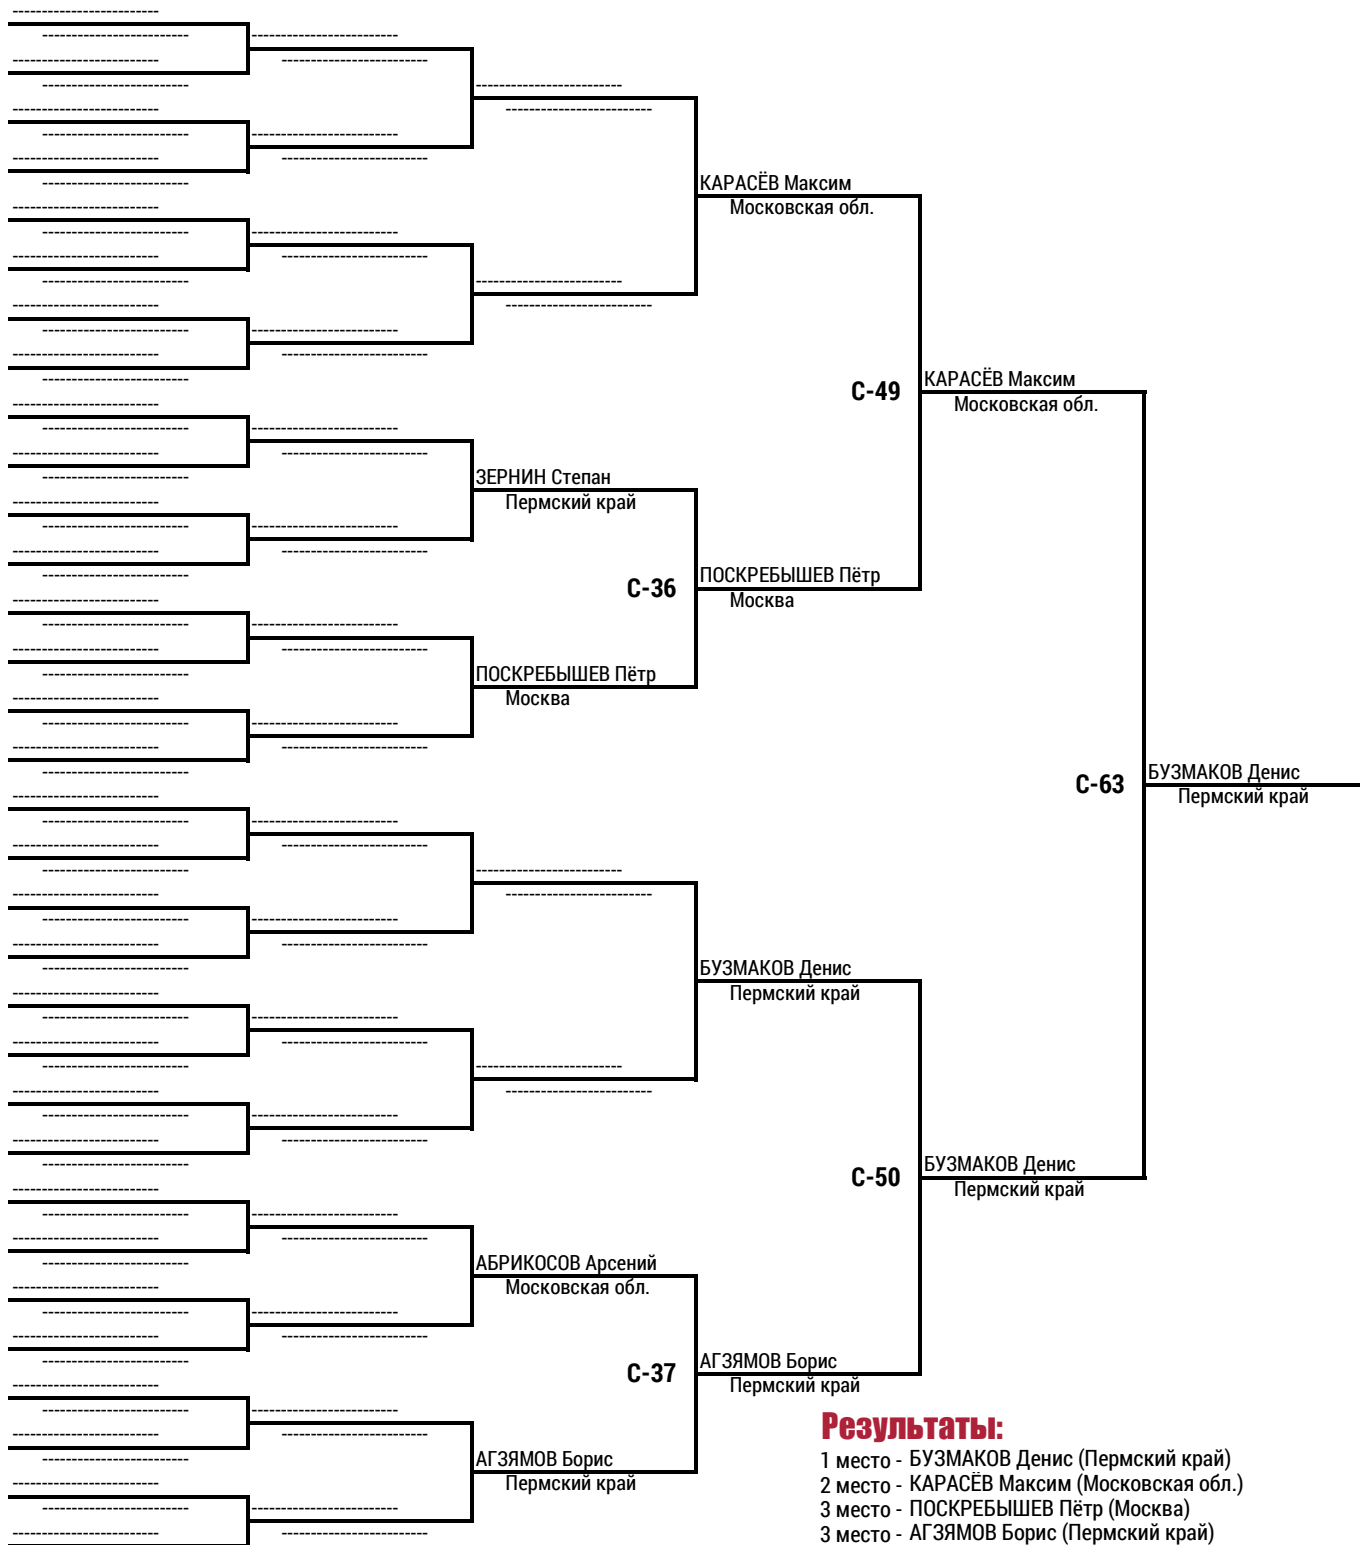 КАРАСЁВ Максим
Московская обл.
С-49
КАРАСЁВ Максим
Московская обл.
ЗЕРНИН Степан
Пермский край
С-36
ПОСКРЕБЫШЕВ Пётр
Москва
ПОСКРЕБЫШЕВ Пётр
Москва
С-63
БУЗМАКОВ Денис
Пермский край
БУЗМАКОВ Денис
Пермский край
С-50
БУЗМАКОВ Денис
Пермский край
АБРИКОСОВ Арсений
Московская обл.
С-37
АГЗЯМОВ Борис
Пермский край
АГЗЯМОВ Борис
Пермский край
Результаты:
1 место - БУЗМАКОВ Денис (Пермский край)
2 место - КАРАСЁВ Максим (Московская обл.)
3 место - ПОСКРЕБЫШЕВ Пётр (Москва)
3 место - АГЗЯМОВ Борис (Пермский край)